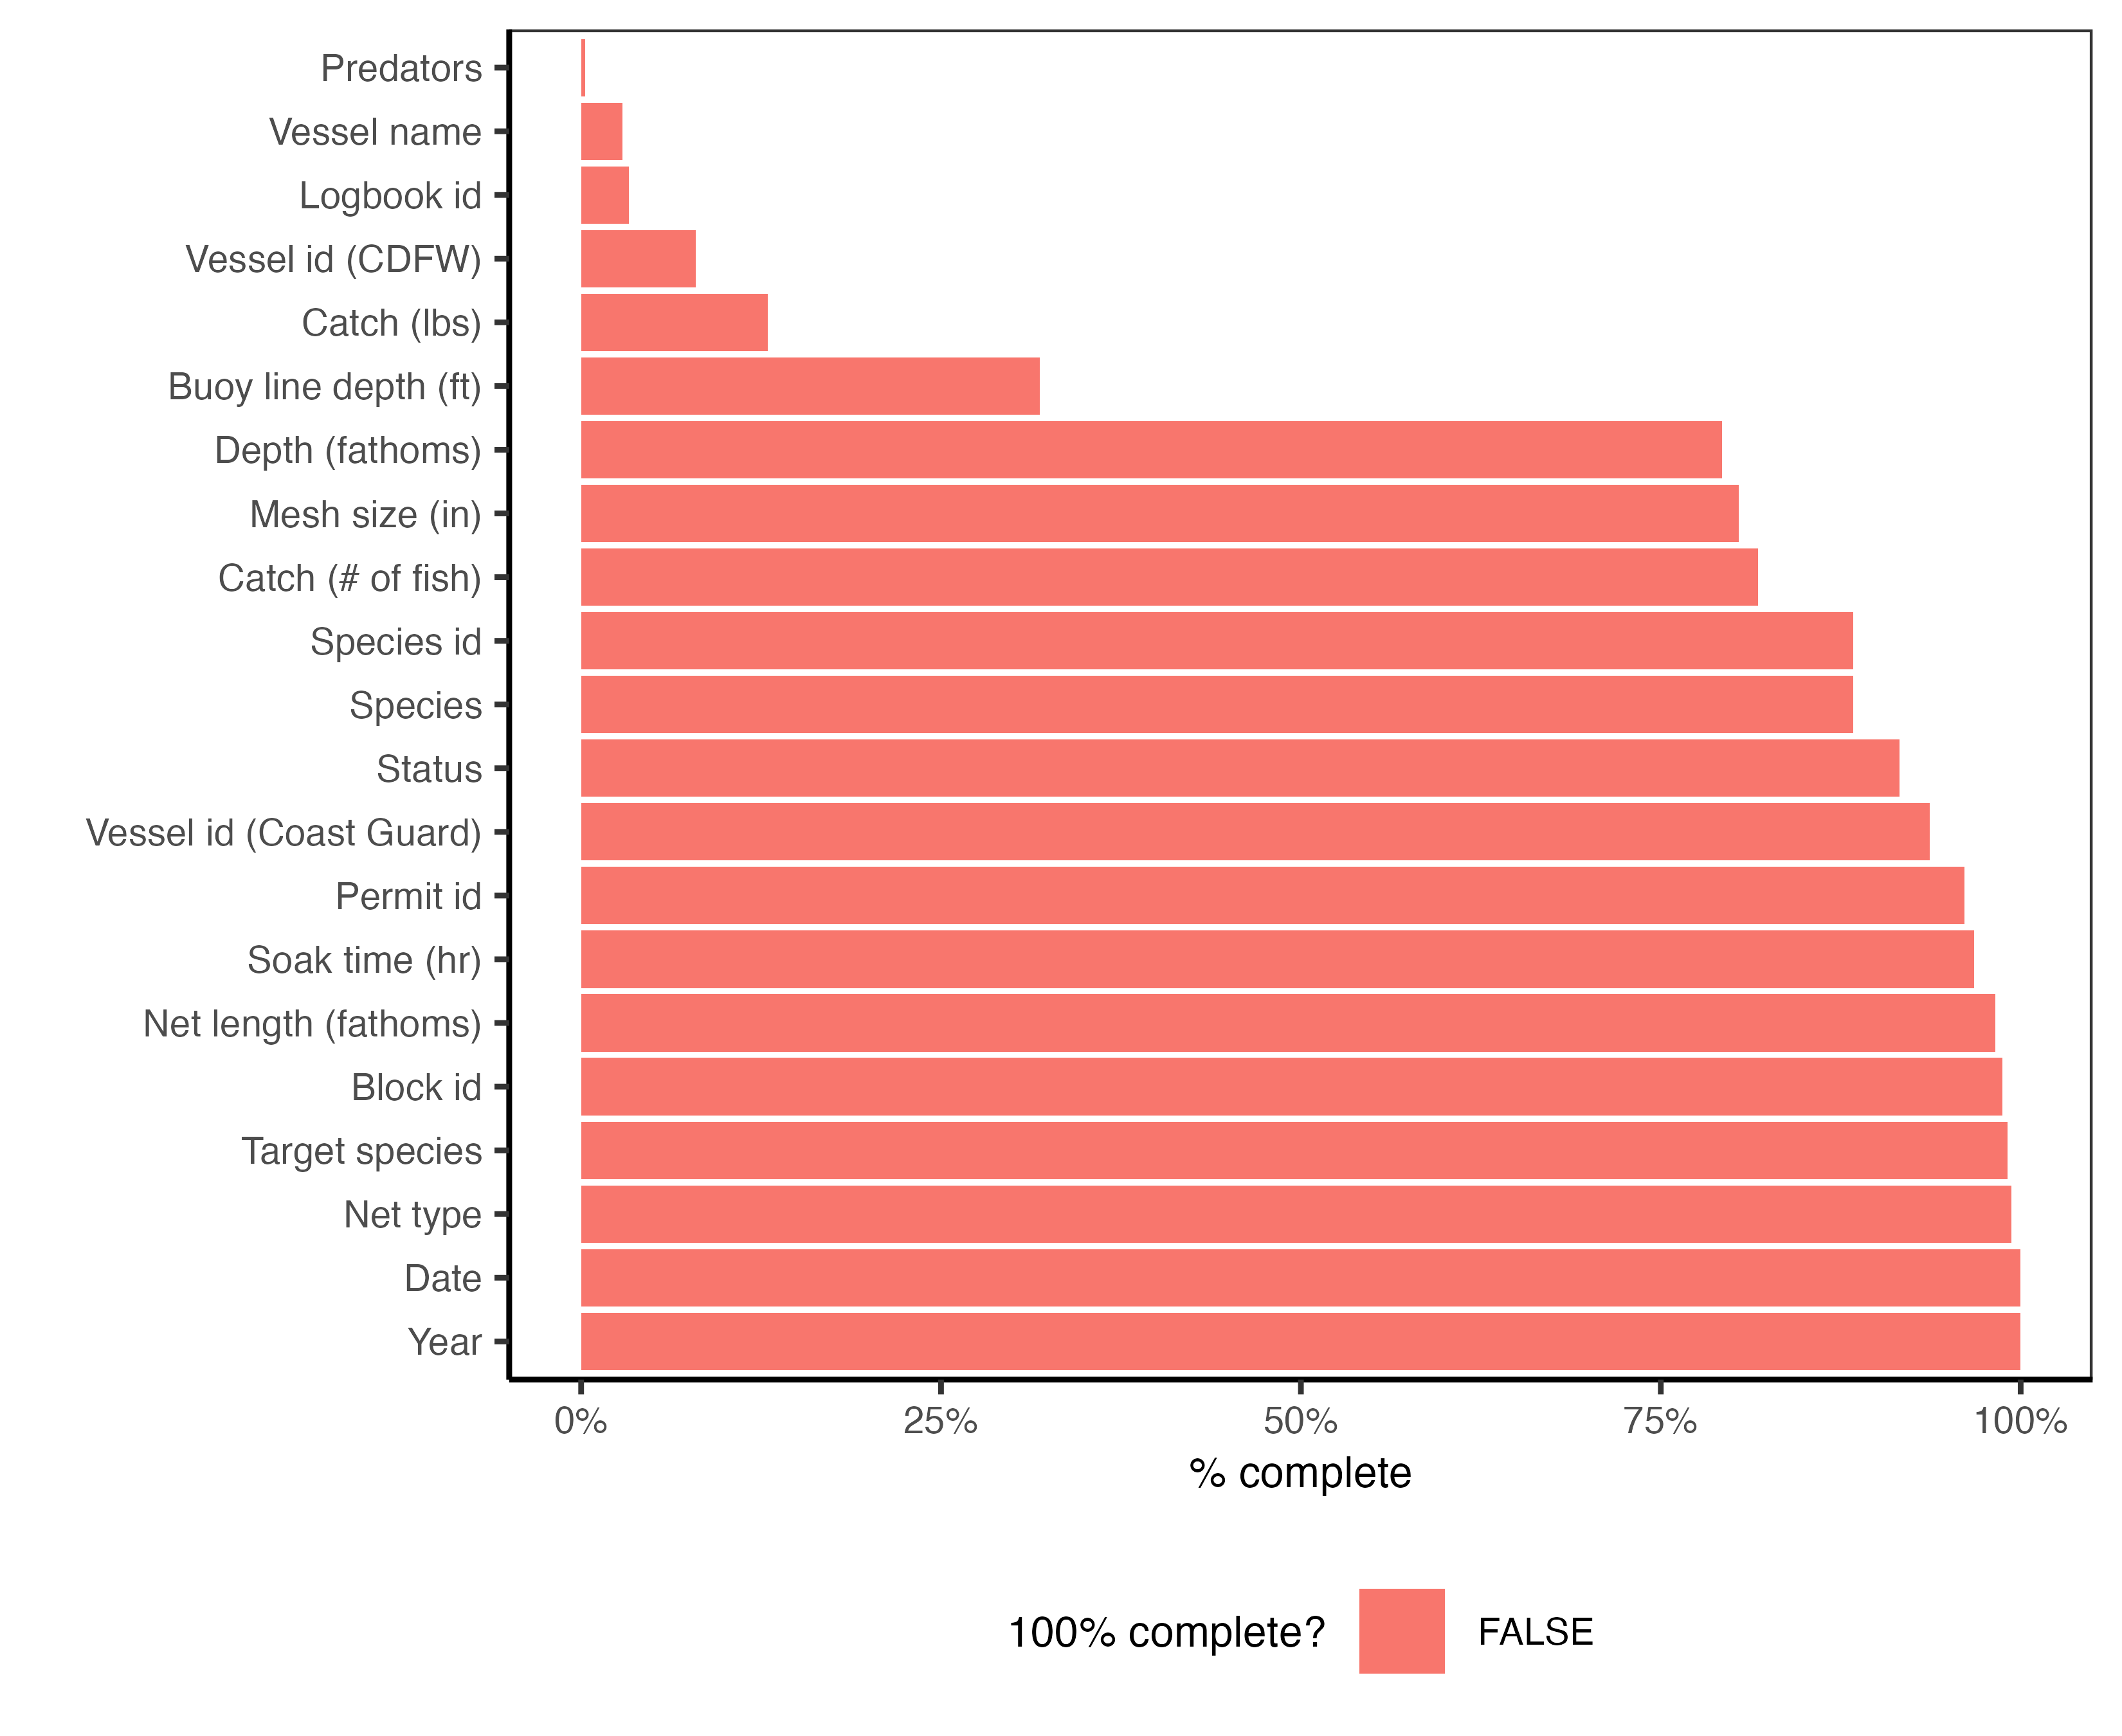 Predators
Vessel name
Logbook id
Vessel id (CDFW)
Catch (lbs)
Buoy line depth (ft)
Depth (fathoms)
Mesh size (in)
Catch (# of fish)
Species id
Species
Status
Vessel id (Coast Guard)
Permit id
Soak time (hr)
Net length (fathoms)
Block id
Target species
Net type
Date
Year
0% 25% 50% 75% 100%
% complete
100% complete? FALSE